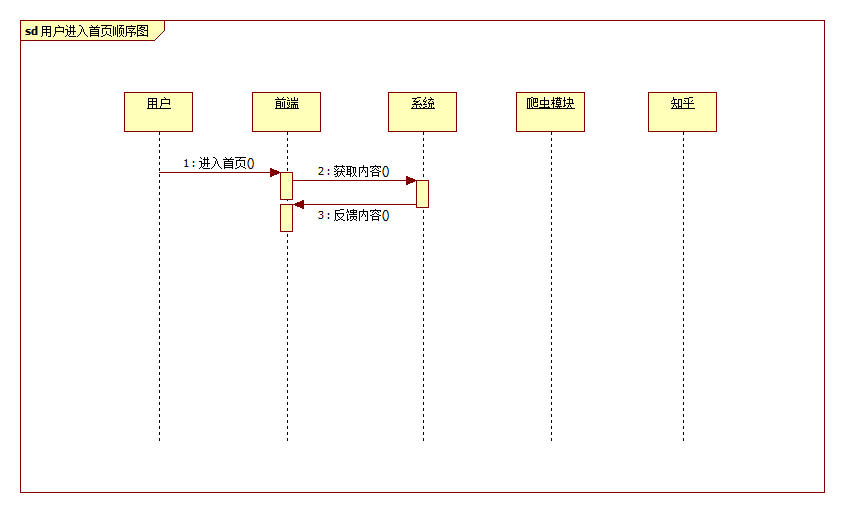 sd 用户进入首页顺序图
用户
前端
系统
爬虫模块
知乎
1 : 进入首页()
2 : 获取内容()
3 : 反馈内容()